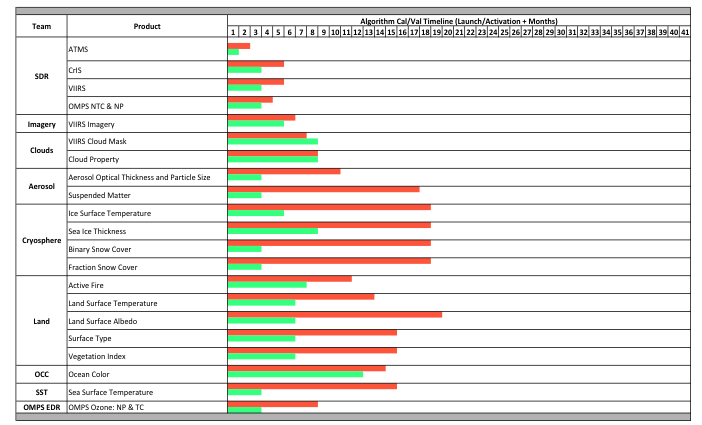 Team Product Algorithm Cal/Val Timeline (Launch/Activation + Months)
1 2 3 4 5 6 7 8 9 10 11 12 13 14 15 16 17 18 19 20 21 22 23 24 25 26 27 28 29 30 31 32 33 34 35 36 37 38 39 40 41
SDR
ATMS
CrIS
VIIRS
OMPS NTC & NP
Imagery VIIRS Imagery
Clouds
VIIRS Cloud Mask
Cloud Property
Aerosol
Aerosol Optical Thickness and Particle Size
Suspended Matter
Cryosphere
Ice Surface Temperature
Sea Ice Thickness
Binary Snow Cover
Fraction Snow Cover
Land
Active Fire
Land Surface Temperature
Land Surface Albedo
Surface Type
Vegetation Index
OCC Ocean Color
SST Sea Surface Temperature
OMPS EDR OMPS Ozone: NP & TC